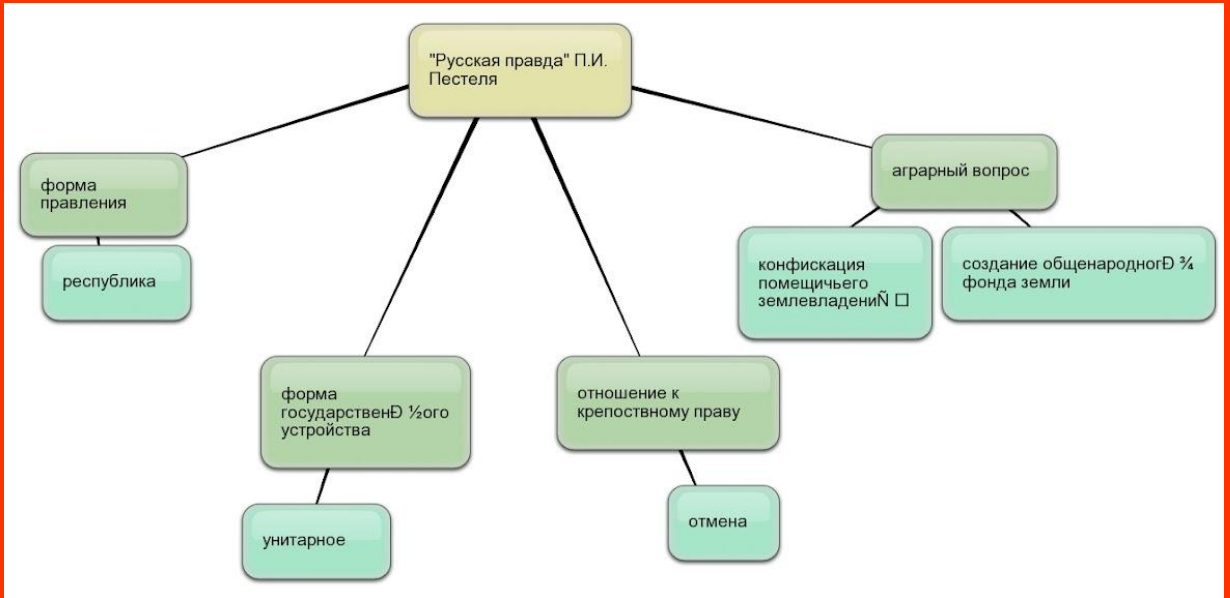 "Русская правда" П.И.
Пестеля
форма
правления
республика
аграрный вопрос
конфискация
помещичьего
землевладениÑ □
создание общенародногÐ ¾
фонда земли
форма
государственÐ ½ого
устройства
унитарное
отношение к
крепоствному праву
отмена